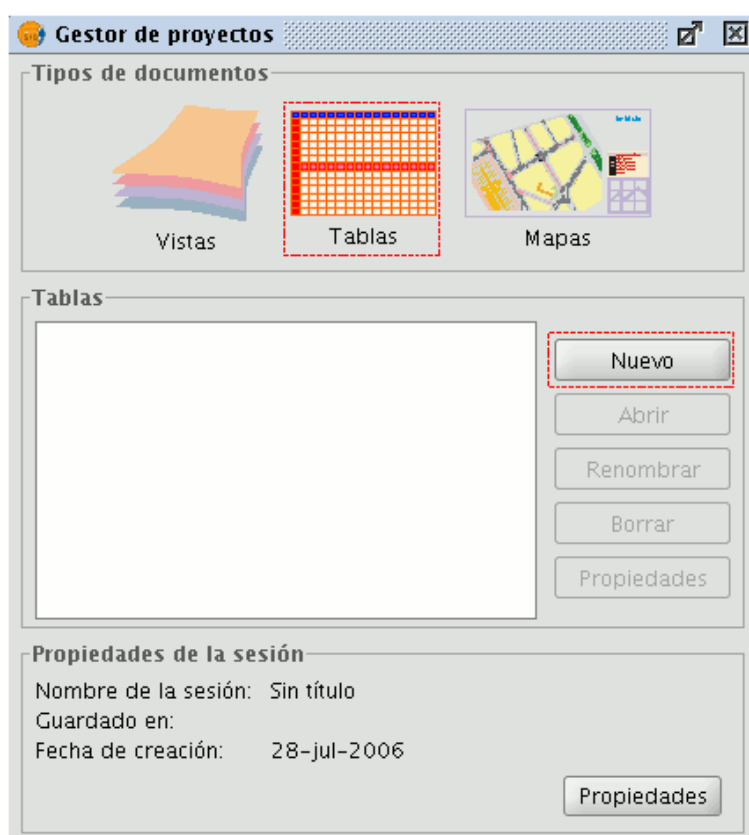 Gestor de proyectos
Tipos de documentos
Vistas
Tablas
Mapas
Tablas
Nuevo
Abrir
Renombrar
Borrar
Propiedades
Propiedades de la sesión
Nombre de la sesión: Sin título
Guardado en:
Fecha de creación: 28-jul-2006
Propiedades